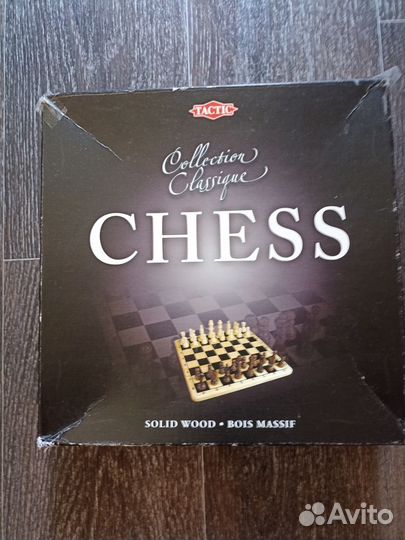 TACTIC
Collection
Classique
CHESS
SOLID WOOD • BOIS MASSIF
Avito